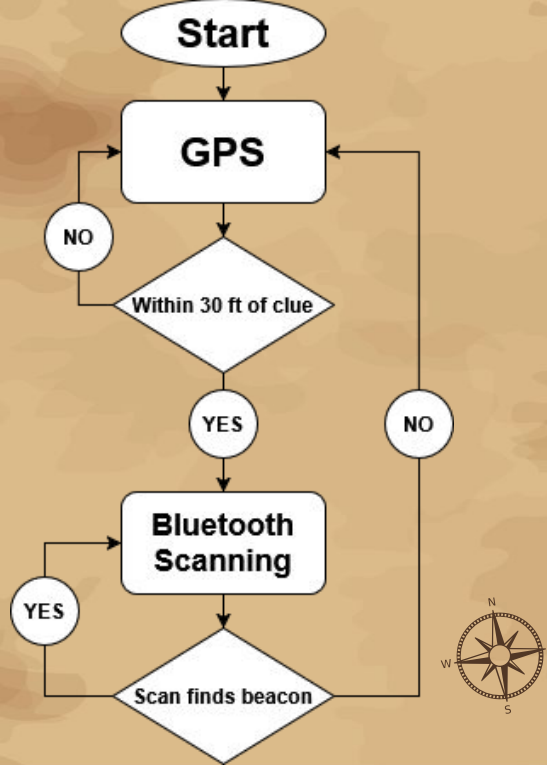 Start
GPS
NO
Within 30 ft of clue
YES
NO
Bluetooth
Scanning
YES
Scan finds beacon
N
W
S